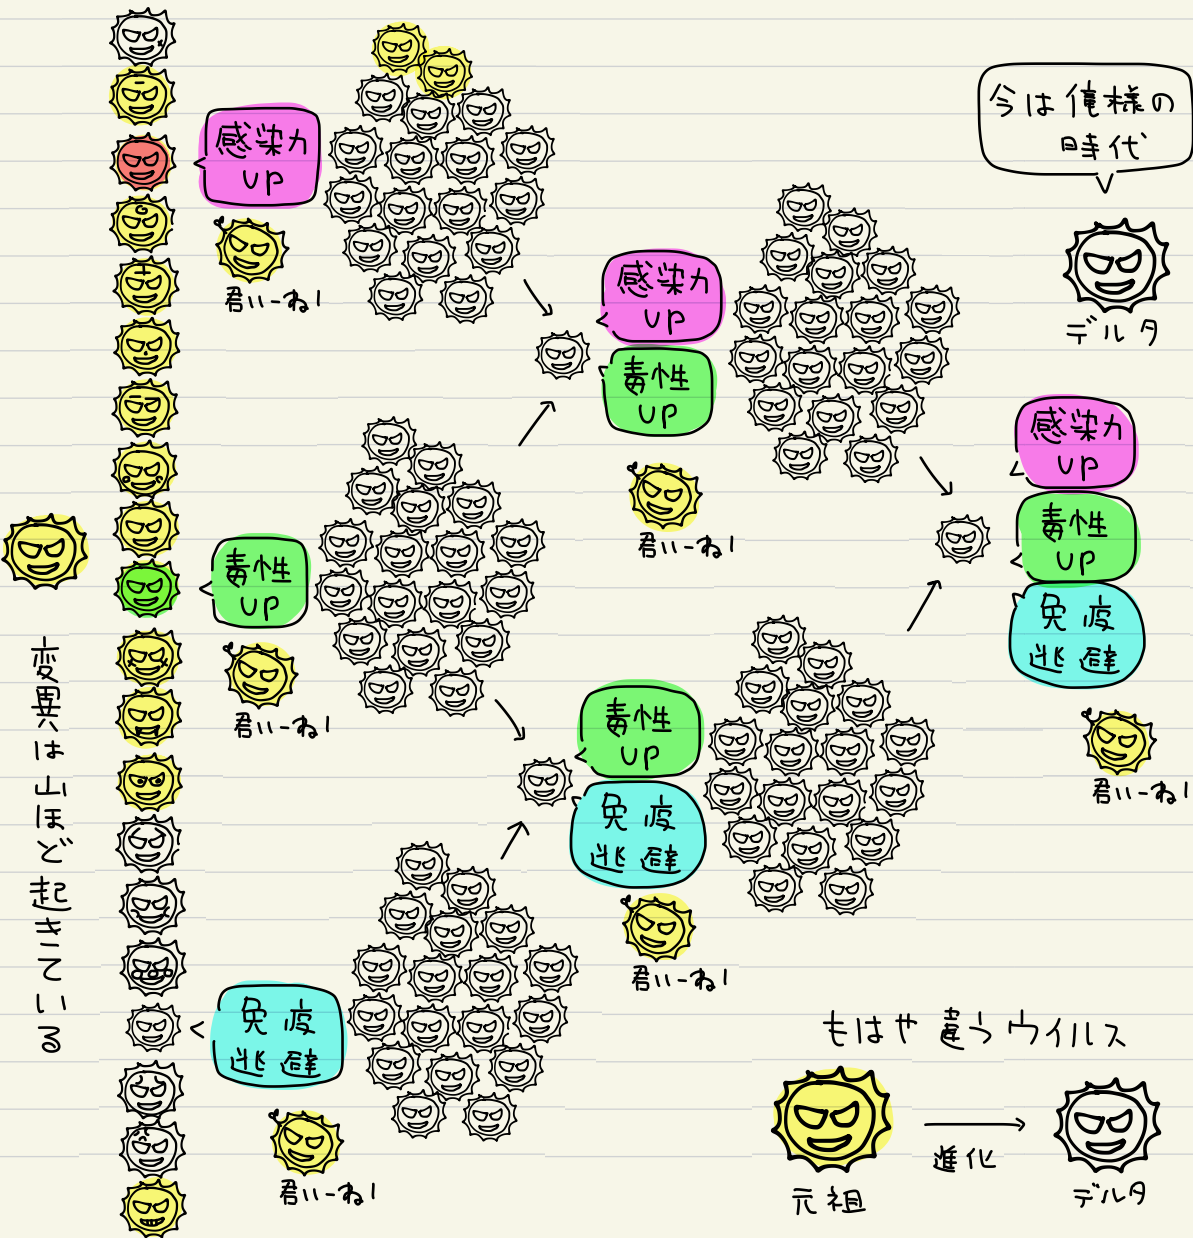 変異は山ほど起きている
感染力
up
君いーね!
毒性
up
君いーね!
免疫
逃避
君いーね!
感染力
up
毒性
up
君いーね!
毒性
up
免疫
逃避
君いーね!
今は俺様の
時代
デルタ
感染力
up
毒性
up
免疫
逃避
君いーね!
もはや違うウイルス
元祖
進化
デルタ